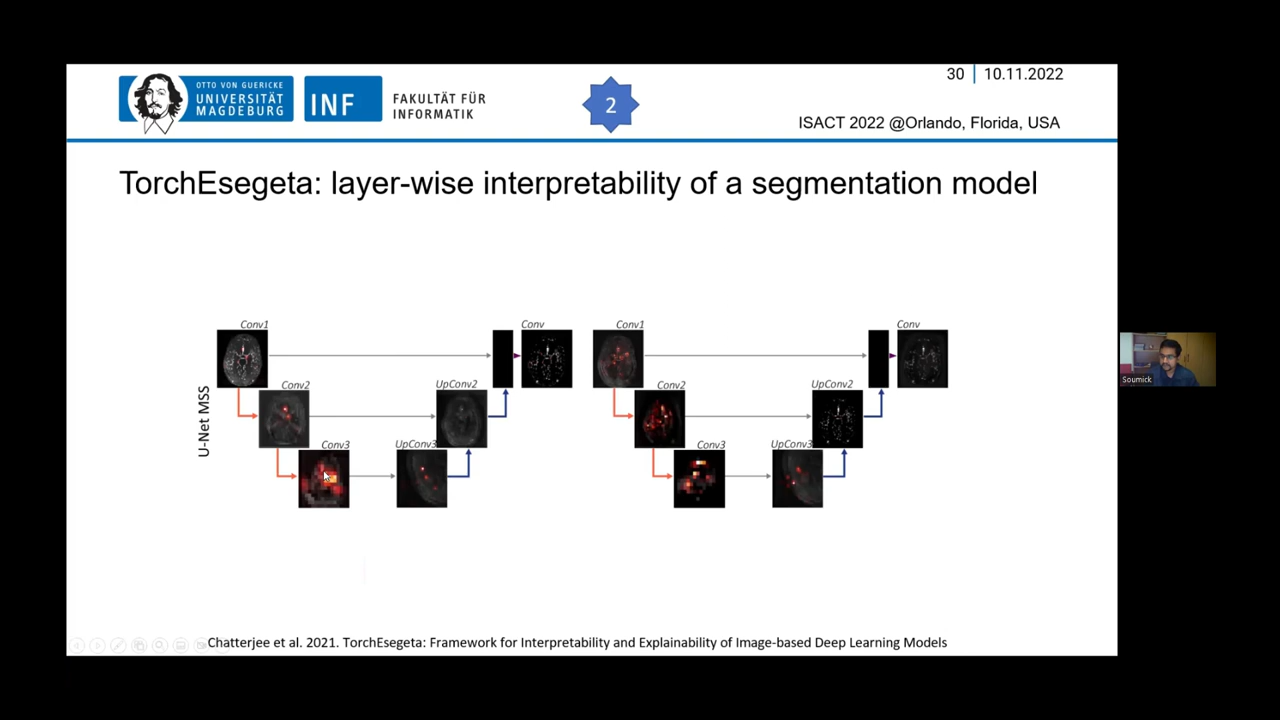 OTTO VON GUERICKE
UNIVERSITÄT
MAGDEBURG
INF
FAKULTÄT FÜR
INFORMATIK
2
30 | 10.11.2022
ISACT 2022 @Orlando, Florida, USA
TorchEsegeta: layer-wise interpretability of a segmentation model
U-Net MSS
Conv1
Conv
Conv2
UpConv2
Conv3
UpConv3
Conv1
Conv
Conv2
UpConv2
Conv3
UpConv3
Soumick
Chatterjee et al. 2021. TorchEsegeta: Framework for Interpretability and Explainability of Image-based Deep Learning Models